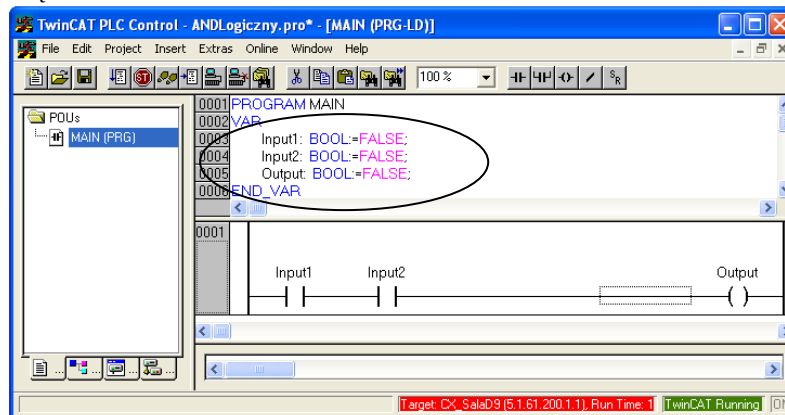 TwinCAT PLC Control - ANDLogiczny.pro* - [MAIN (PRG-LD)]
File Edit Project Insert Extras Online Window Help
100 %
S R
POUs
MAIN (PRG)
0001 PROGRAM MAIN
0002 VAR
0003 Input1: BOOL:=FALSE;
0004 Input2: BOOL:=FALSE;
0005 Output: BOOL:=FALSE;
0006 END_VAR
0001
Input1 Input2 Output
Target: CX_SalaD9 (5.1.61.200.1.1), Run Time: 1 TwinCAT Running